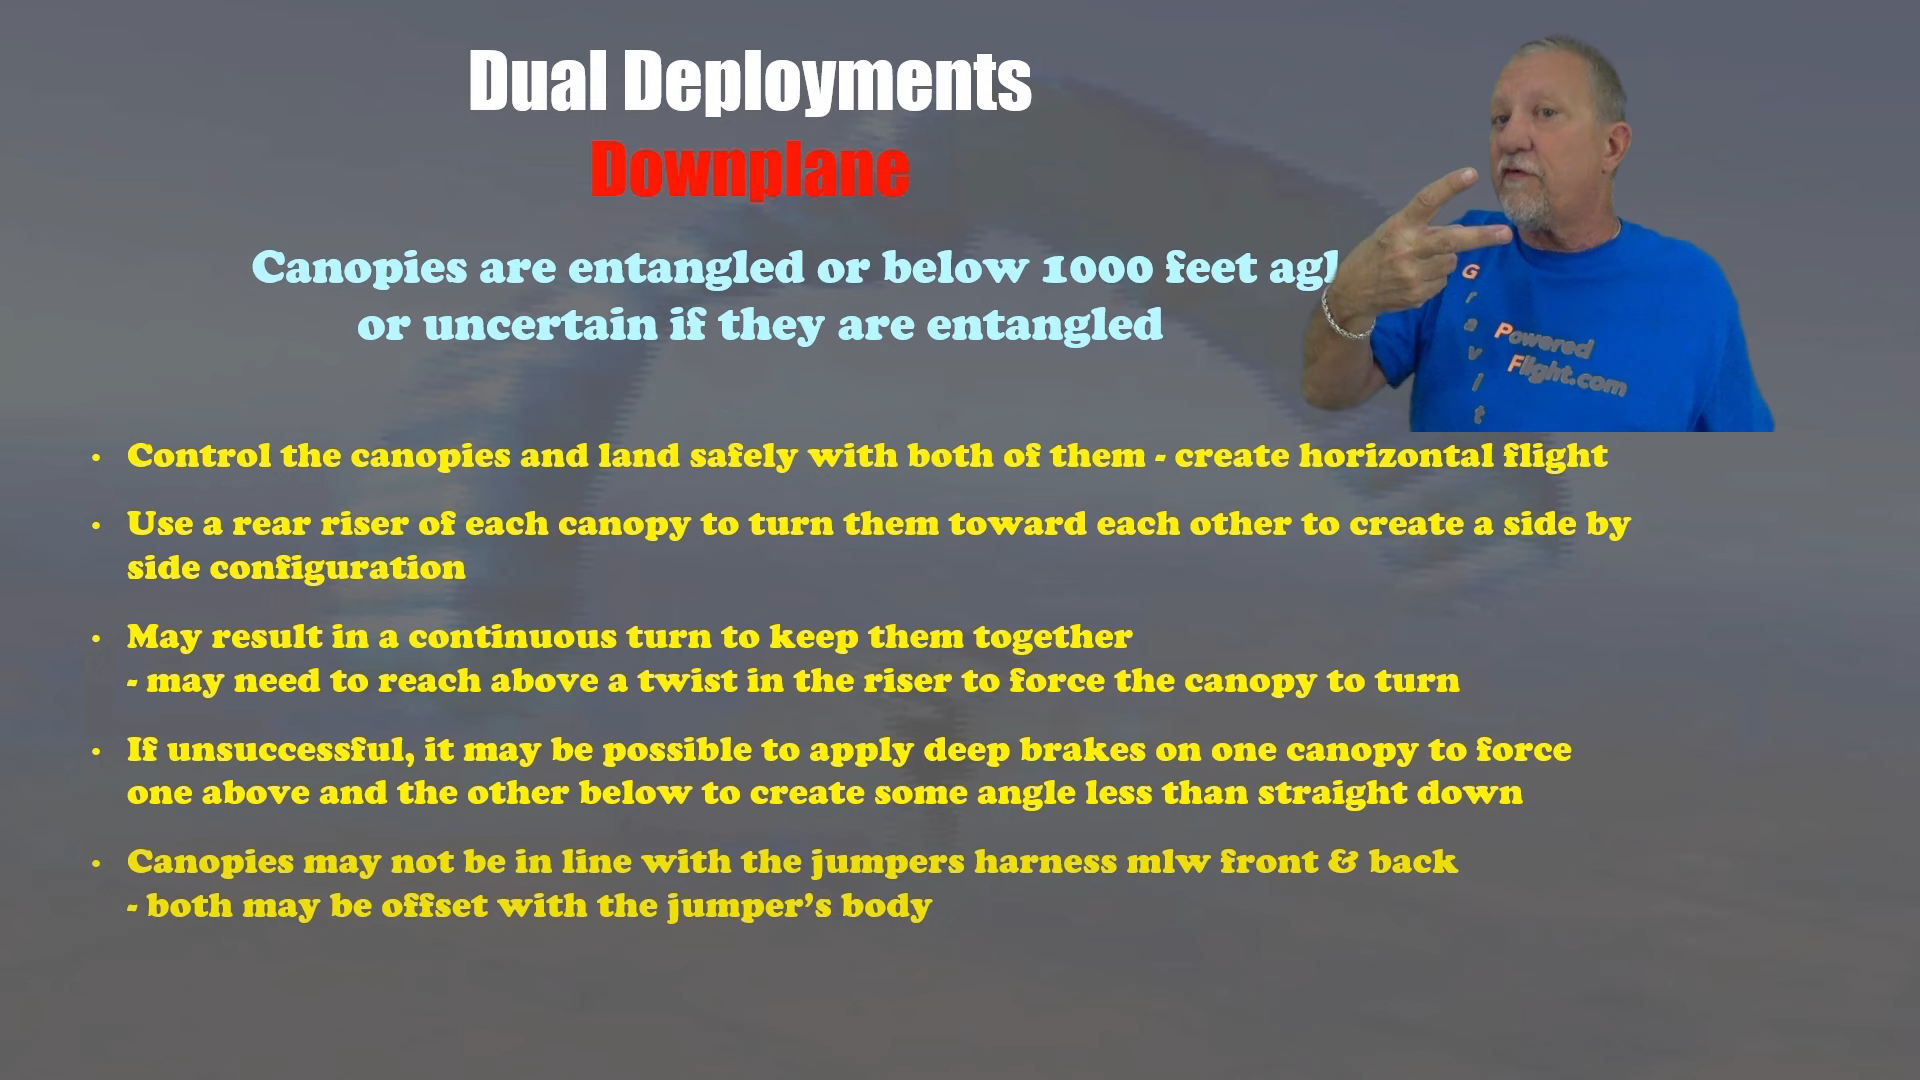 Dual Deployments
Downplane
Canopies are entangled or below 1000 feet agl
or uncertain if they are entangled
Gravit
Powered
Flight.com
• Control the canopies and land safely with both of them - create horizontal flight
• Use a rear riser of each canopy to turn them toward each other to create a side by
side configuration
• May result in a continuous turn to keep them together
- may need to reach above a twist in the riser to force the canopy to turn
• If unsuccessful, it may be possible to apply deep brakes on one canopy to force
one above and the other below to create some angle less than straight down
• Canopies may not be in line with the jumpers harness mlw front & back
- both may be offset with the jumper’s body